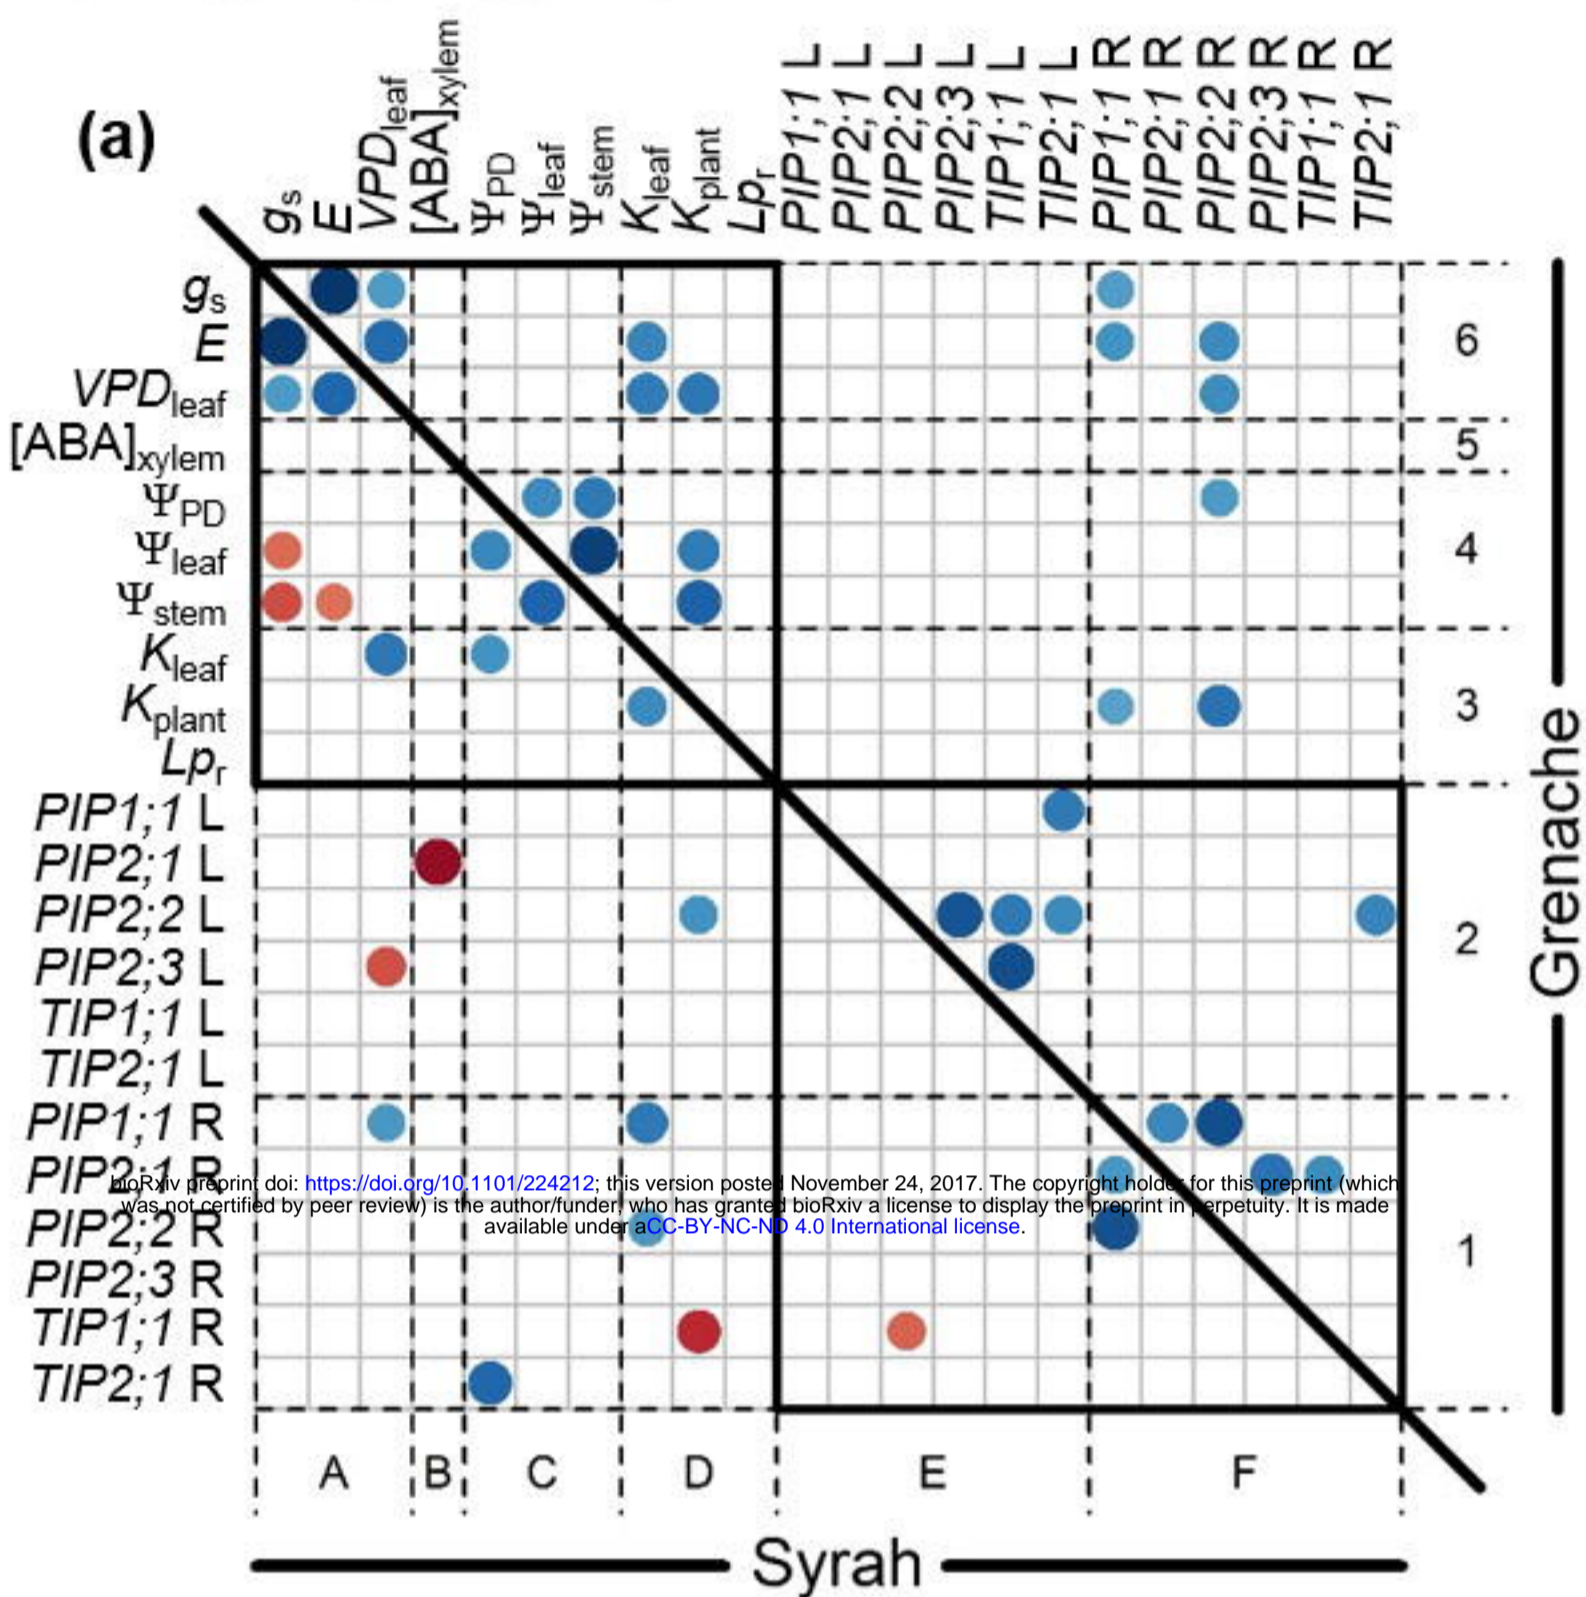 (a)
gs
E
VPDleaf
[ABA]xylem
ΨPD
Ψleaf
Ψstem
Kleaf
Kplant
Lpr
PIP1;1 L
PIP2;1 L
PIP2;2 L
PIP2;3 L
TIP1;1 L
TIP2;1 L
PIP1;1 R
PIP2;1 R
PIP2;2 R
PIP2;3 R
TIP1;1 R
TIP2;1 R
gs
E
VPDleaf
[ABA]xylem
ΨPD
Ψleaf
Ψstem
Kleaf
Kplant
Lpr
PIP1;1 L
PIP2;1 L
PIP2;2 L
PIP2;3 L
TIP1;1 L
TIP2;1 L
PIP1;1 R
PIP2;1 R
PIP2;2 R
PIP2;3 R
TIP1;1 R
TIP2;1 R
6
5
4
3
2
1
Grenache
bioRxiv preprint doi: https://doi.org/10.1101/224212; this version posted November 24, 2017. The copyright holder for this preprint (which
was not certified by peer review) is the author/funder, who has granted bioRxiv a license to display the preprint in perpetuity. It is made
available under aCC-BY-NC-ND 4.0 International license.
A
B
C
D
E
F
Syrah